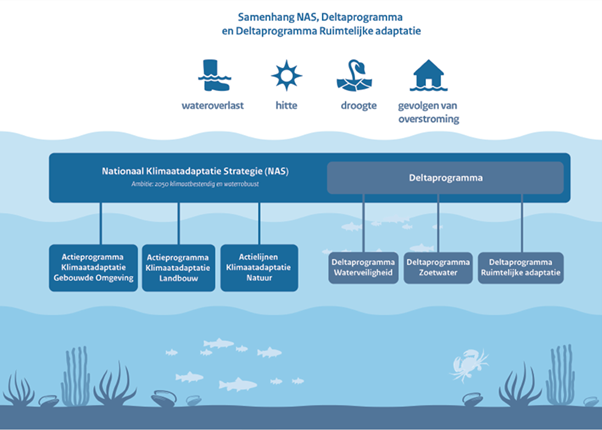 Samenhang NAS, Deltaprogramma
en Deltaprogramma Ruimtelijke adaptatie
wateroverlast
hitte
droogte
gevolgen van
overstroming
Nationaal Klimaatadaptatie Strategie (NAS)
Ambitie: 2050 klimaatbestendig en waterrobuust
Deltaprogramma
Actieprogramma
Klimaatadaptatie
Gebouwde Omgeving
Actieprogramma
Klimaatadaptatie
Landbouw
Actielijnen
Klimaatadaptatie
Natuur
Deltaprogramma
Waterveiligheid
Deltaprogramma
Zoetwater
Deltaprogramma
Ruimtelijke adaptatie